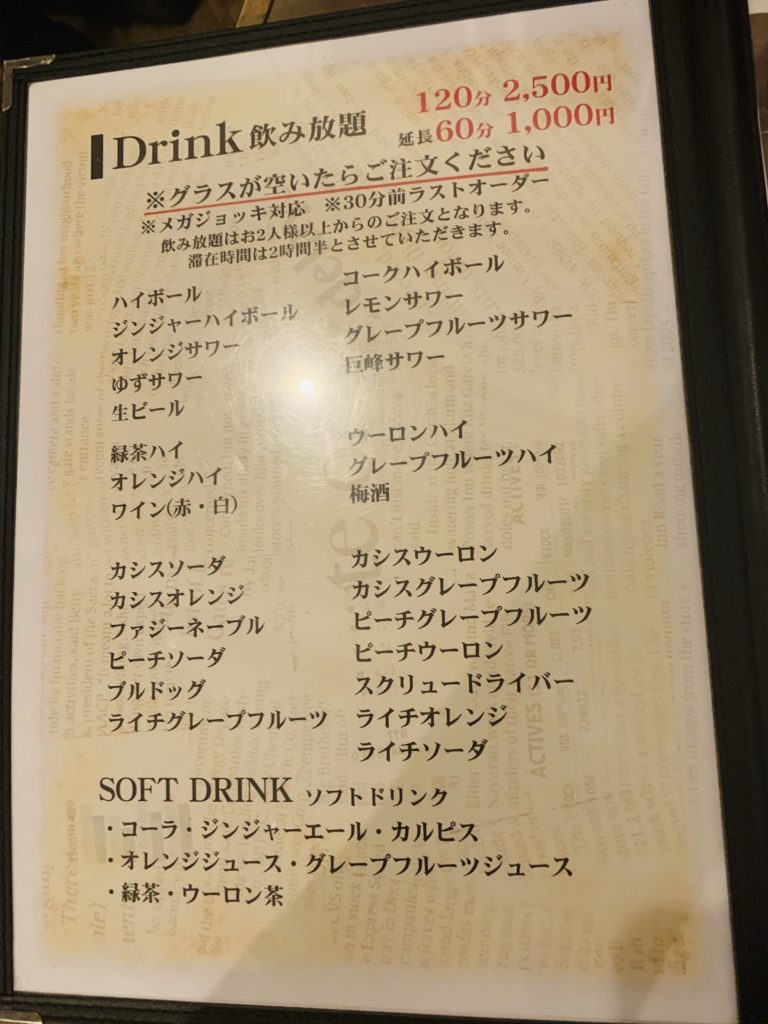 Drink 飲み放題
120分 2,500円
延長60分 1,000円
※グラスが空いたらご注文ください
※メガジョッキ対応 ※30分前ラストオーダー
飲み放題はお2人様以上からのご注文となります。
滞在時間は2時間半とさせていただきます。
ハイボール
ジンジャーハイボール
オレンジサワー
ゆずサワー
生ビール
コークハイボール
レモンサワー
グレープフルーツサワー
巨峰サワー
緑茶ハイ
オレンジハイ
ワイン(赤・白)
ウーロンハイ
グレープフルーツハイ
梅酒
カシスソーダ
カシスオレンジ
ファジーネーブル
ピーチソーダ
ブルドッグ
ライチグレープフルーツ
カシスウーロン
カシスグレープフルーツ
ピーチグレープフルーツ
ピーチウーロン
スクリュードライバー
ライチオレンジ
ライチソーダ
SOFT DRINK ソフトドリンク
・コーラ・ジンジャーエール・カルピス
・オレンジジュース・グレープフルーツジュース
・緑茶・ウーロン茶